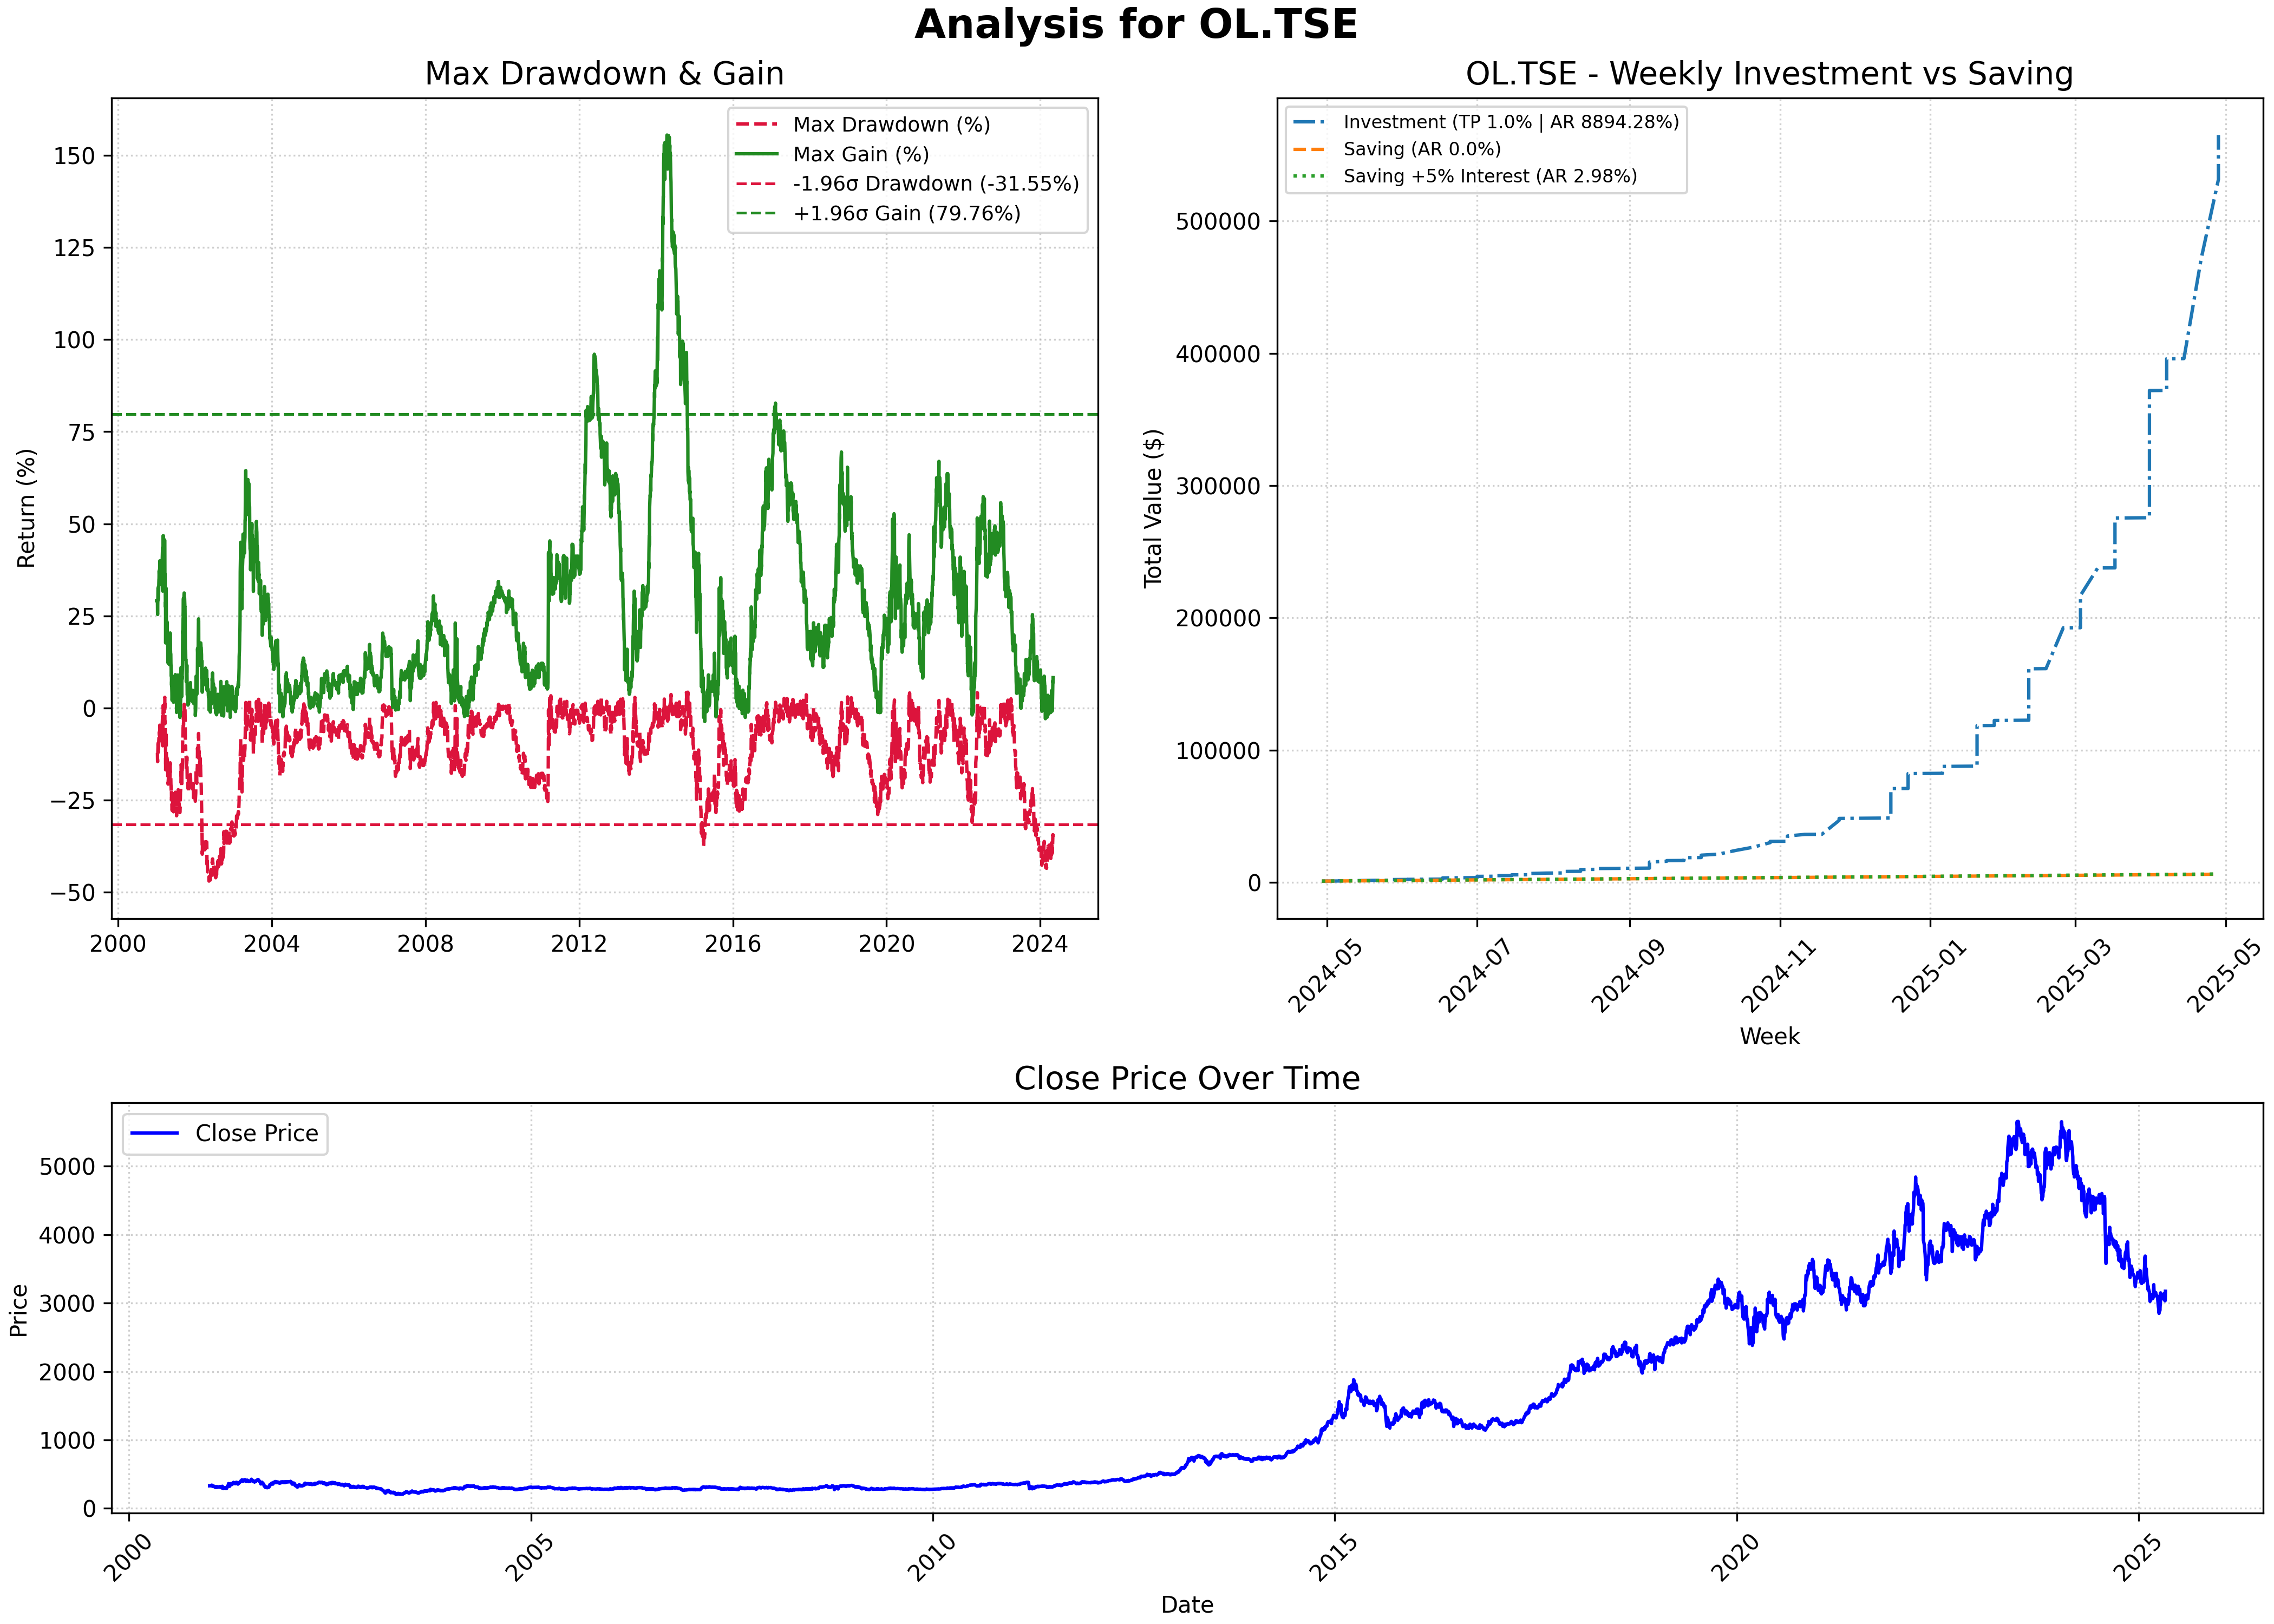 Analysis for OL.TSE
Max Drawdown & Gain
Max Drawdown (%)
Max Gain (%)
-1.96σ Drawdown (-31.55%)
+1.96σ Gain (79.76%)
Return (%)
150
125
100
75
50
25
0
−25
−50
2000
2004
2008
2012
2016
2020
2024
OL.TSE - Weekly Investment vs Saving
Investment (TP 1.0% | AR 8894.28%)
Saving (AR 0.0%)
Saving +5% Interest (AR 2.98%)
Total Value ($)
500000
400000
300000
200000
100000
0
2024-05
2024-07
2024-09
2024-11
2025-01
2025-03
2025-05
Week
Close Price Over Time
Close Price
Price
5000
4000
3000
2000
1000
0
2000
2005
2010
2015
2020
2025
Date